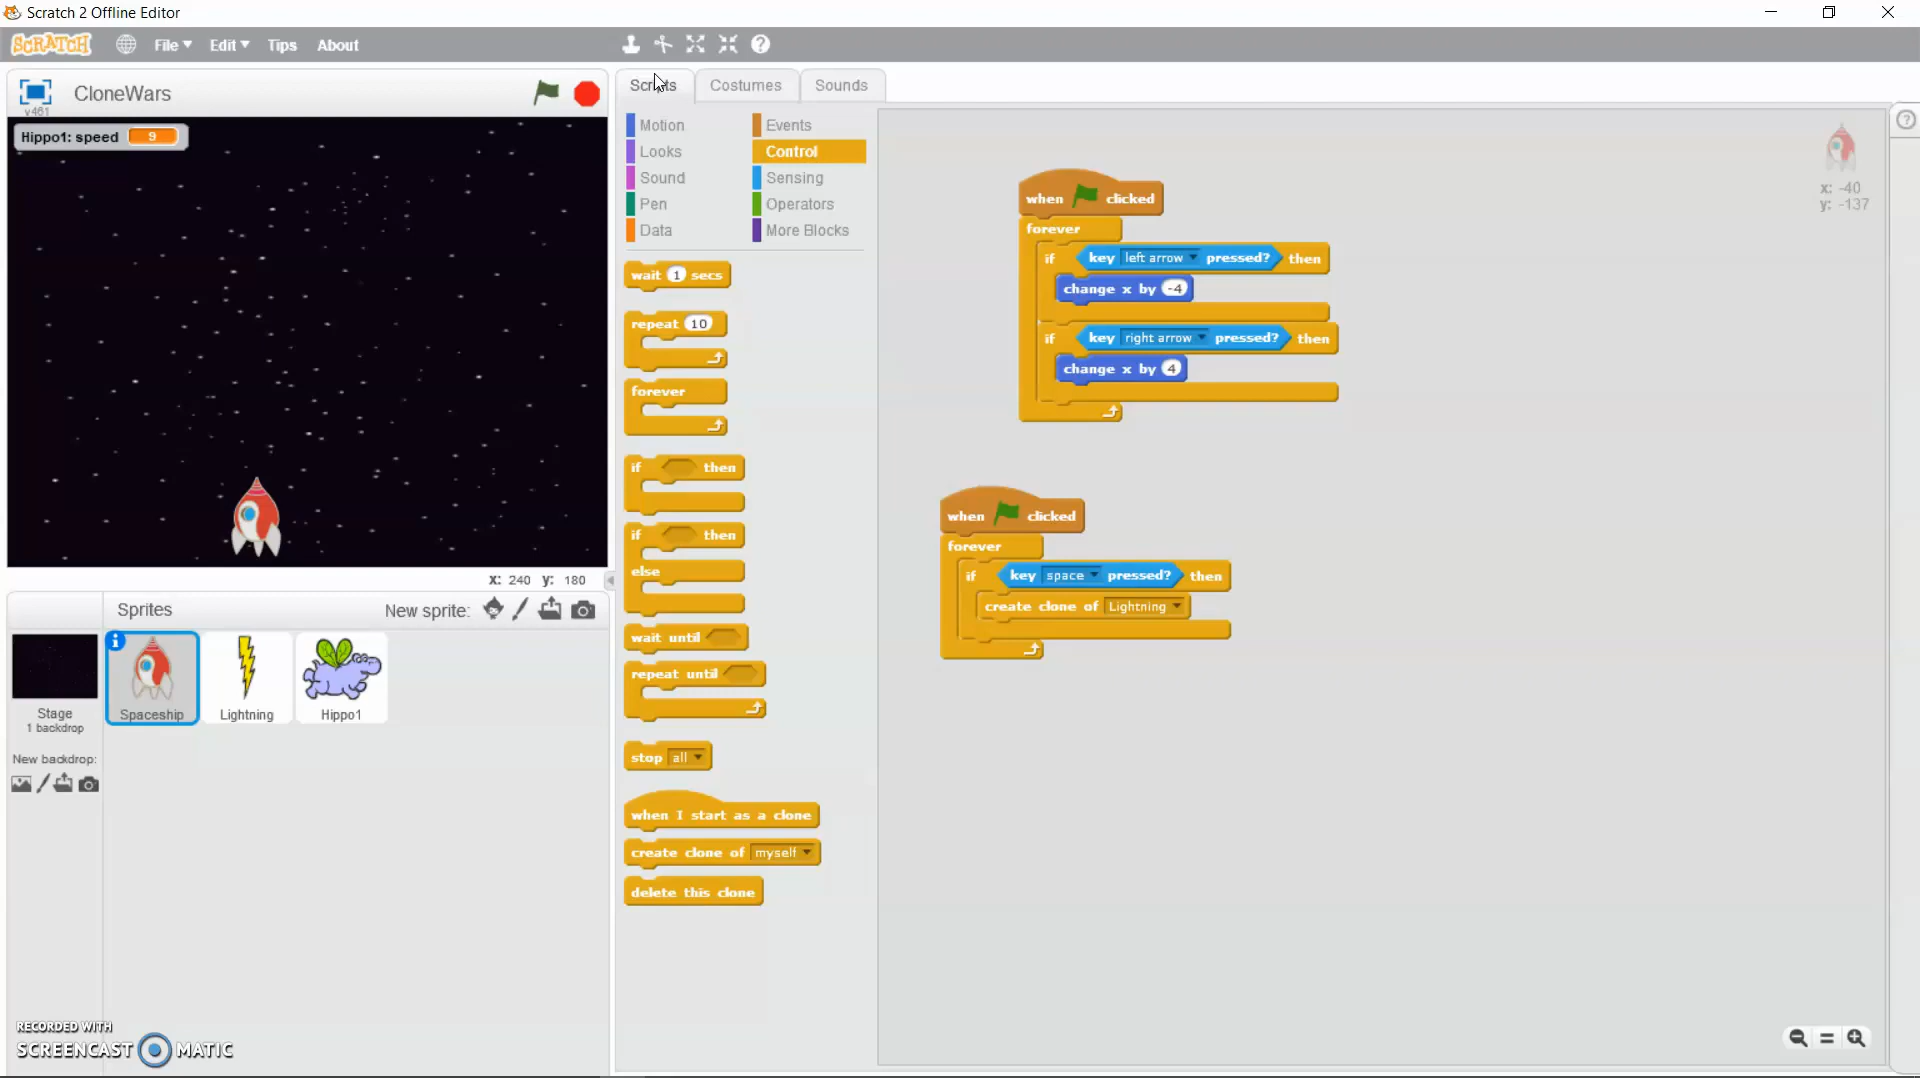 Scratch 2 Offline Editor
SCRATCH File Edit Tips About
CloneWars
v461
Hippo1: speed 9
x: 240 y: 180
Sprites New sprite:
Stage
1 backdrop
Spaceship Lightning Hippo1
New backdrop:
RECORDED WITH
SCREENCAST MATIC
Scripts Costumes Sounds
Motion Events
Looks Control
Sound Sensing
Pen Operators
Data More Blocks
wait 1 secs
repeat 10
forever
if then
if then
else
wait until
repeat until
stop all
when I start as a clone
create clone of myself
delete this clone
when clicked
forever
if key left arrow pressed? then
change x by -4
if key right arrow pressed? then
change x by 4
when clicked
forever
if key space pressed? then
create clone of Lightning
x: -40
y: -137